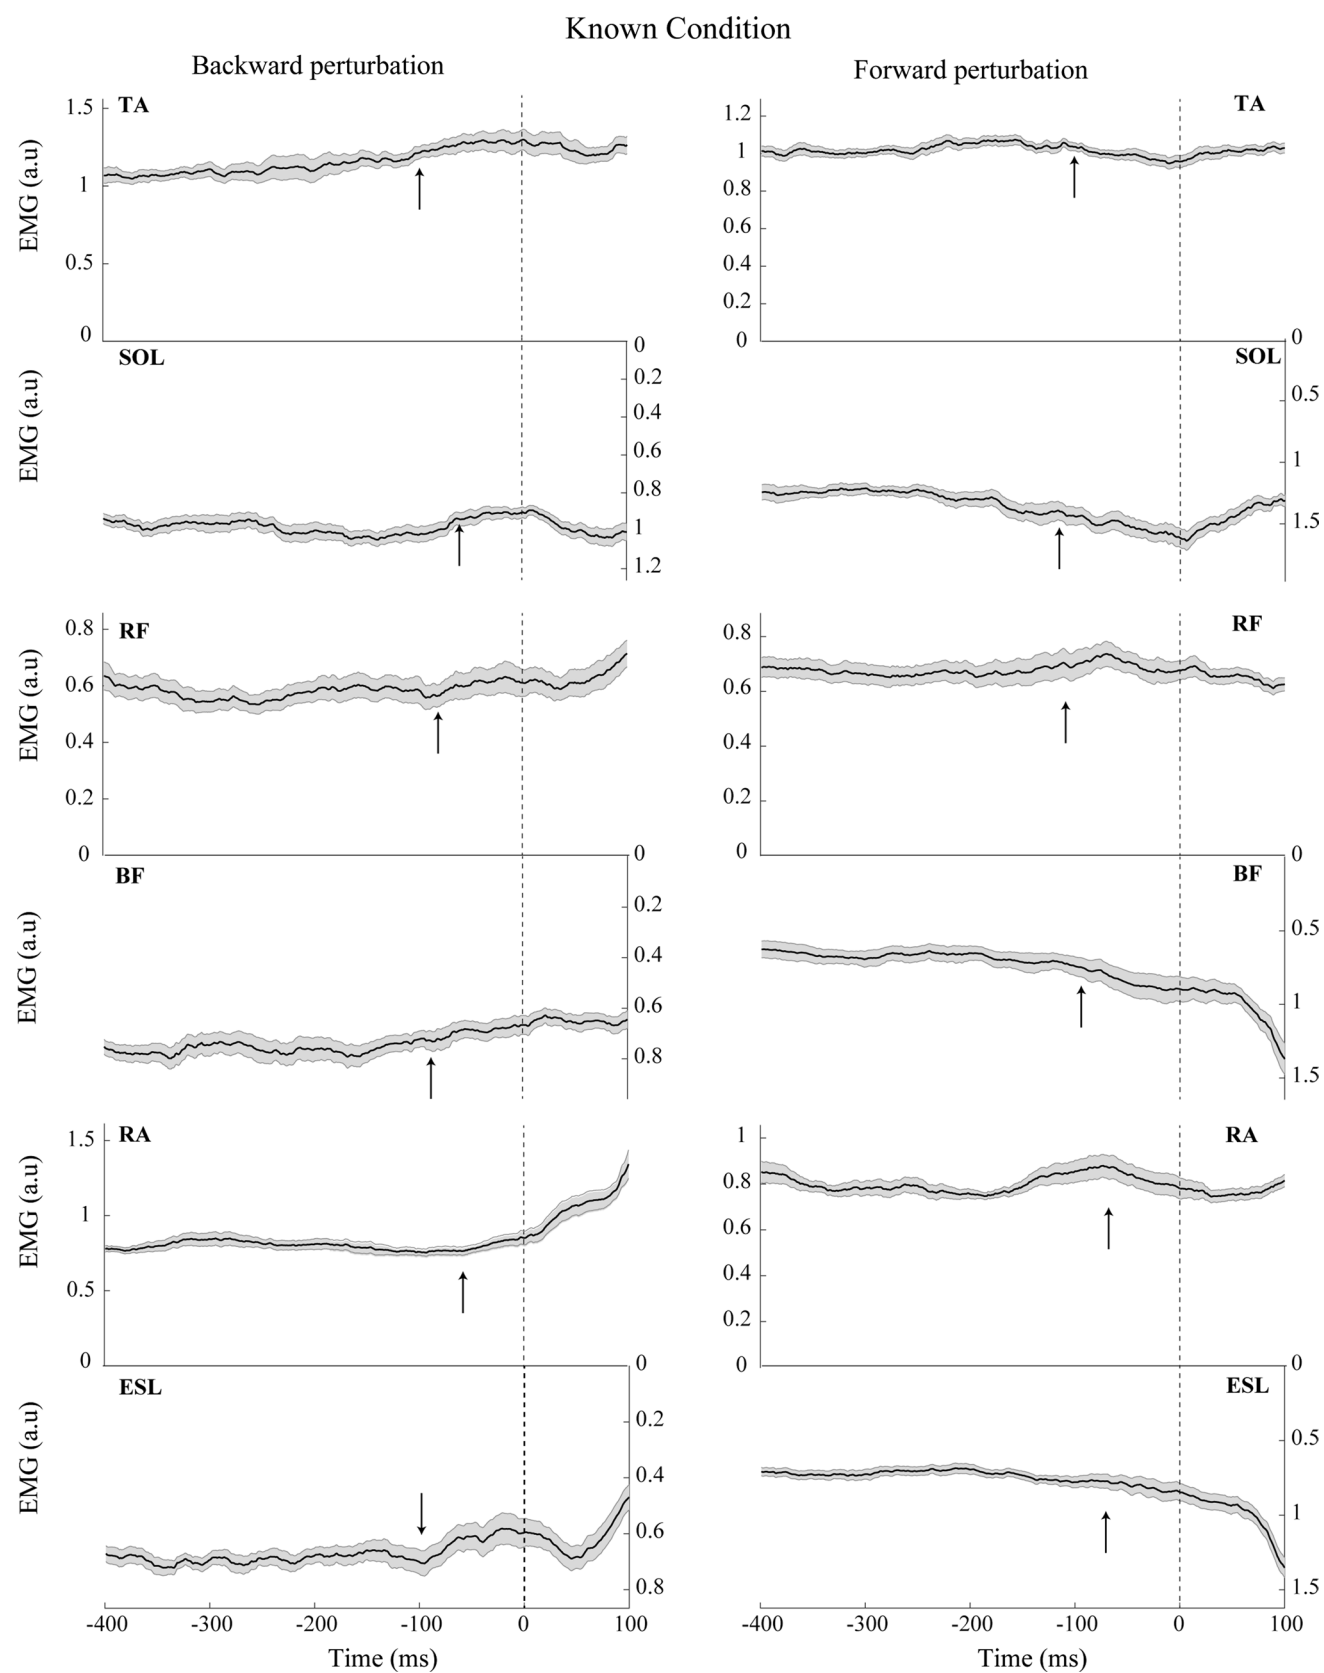 Known Condition
Backward perturbation
Forward perturbation
TA
EMG (a.u)
1.5
1
0.5
0
TA
1.2
1
0.8
0.6
0.4
0.2
0
SOL
EMG (a.u)
0
0.2
0.4
0.6
0.8
1
1.2
SOL
0
0.5
1
1.5
RF
EMG (a.u)
0.8
0.6
0.4
0.2
0
RF
0.8
0.6
0.4
0.2
0
BF
EMG (a.u)
0
0.2
0.4
0.6
0.8
BF
0
0.5
1
1.5
RA
EMG (a.u)
1.5
1
0.5
0
RA
1
0.8
0.6
0.4
0.2
0
ESL
EMG (a.u)
0
0.2
0.4
0.6
0.8
ESL
0
0.5
1
1.5
-400 -300 -200 -100 0 100
Time (ms)
-400 -300 -200 -100 0 100
Time (ms)